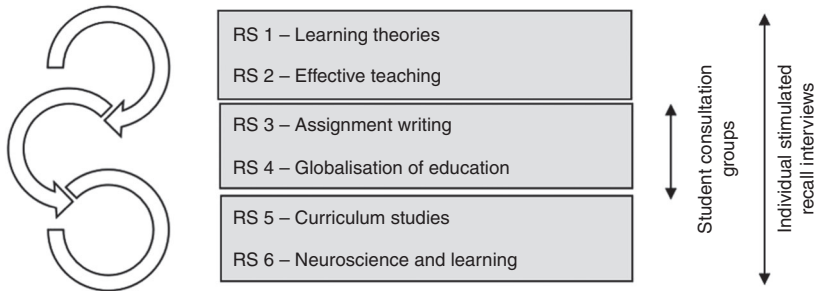 RS 1 – Learning theories
RS 2 – Effective teaching
RS 3 – Assignment writing
RS 4 – Globalisation of education
RS 5 – Curriculum studies
RS 6 – Neuroscience and learning
Student consultation
groups
Individual stimulated
recall interviews